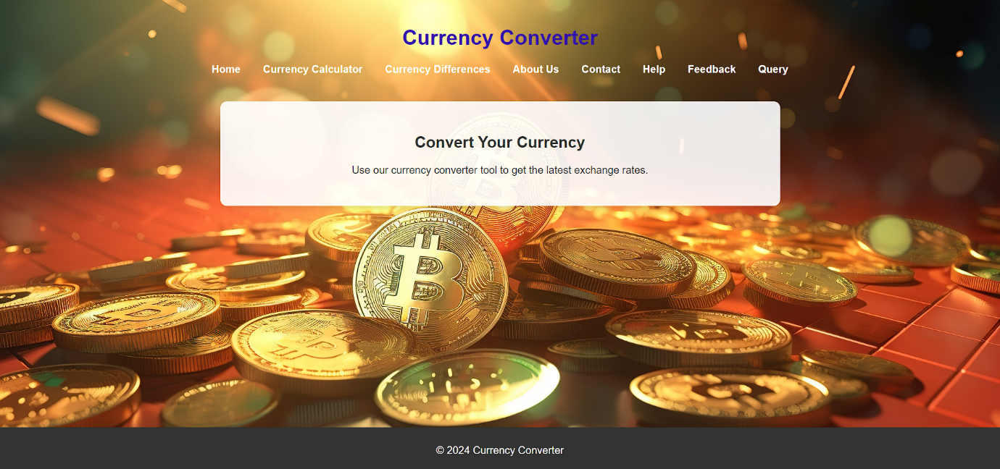 Currency Converter
Home Currency Calculator Currency Differences About Us Contact Help Feedback Query
Convert Your Currency
Use our currency converter tool to get the latest exchange rates.
© 2024 Currency Converter